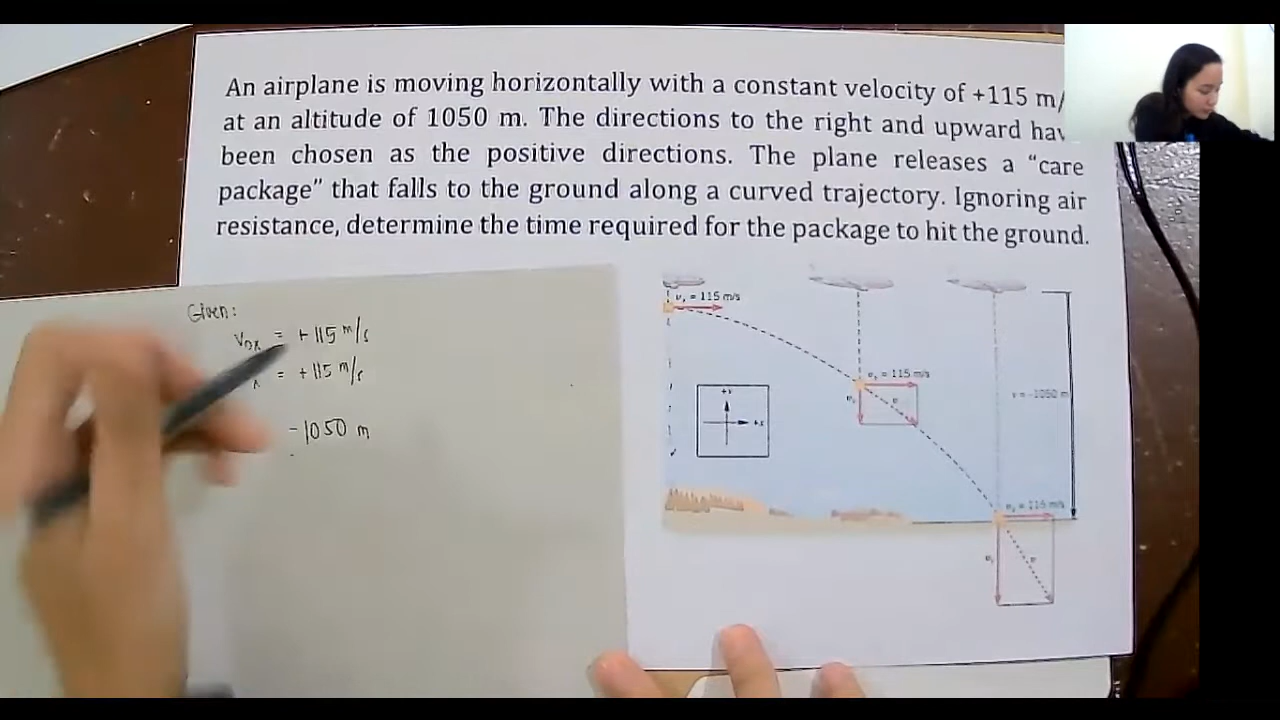 An airplane is moving horizontally with a constant velocity of +115 m/
at an altitude of 1050 m. The directions to the right and upward hav
been chosen as the positive directions. The plane releases a “care
package” that falls to the ground along a curved trajectory. Ignoring air
resistance, determine the time required for the package to hit the ground.
Given:
V0x = +115 m/s
x = +115 m/s
-1050 m
vx = 115 m/s
vx = 115 m/s
+y
+x
vy
v
y = -1050 m
vx = 115 m/s
vy
v